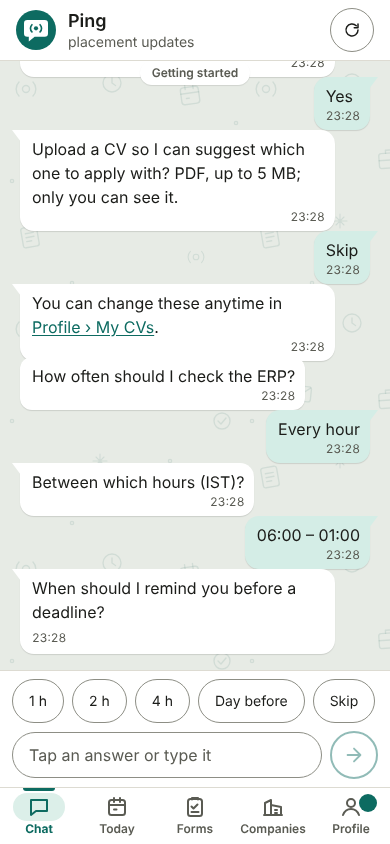 Ping
placement updates
23:28
Getting started
Yes
23:28
Upload a CV so I can suggest which
one to apply with? PDF, up to 5 MB;
only you can see it.
23:28
Skip
23:28
You can change these anytime in
Profile › My CVs.
23:28
How often should I check the ERP?
23:28
Every hour
23:28
Between which hours (IST)?
23:28
06:00 – 01:00
23:28
When should I remind you before a
deadline?
23:28
1 h
2 h
4 h
Day before
Skip
Tap an answer or type it
Chat
Today
Forms
Companies
Profile